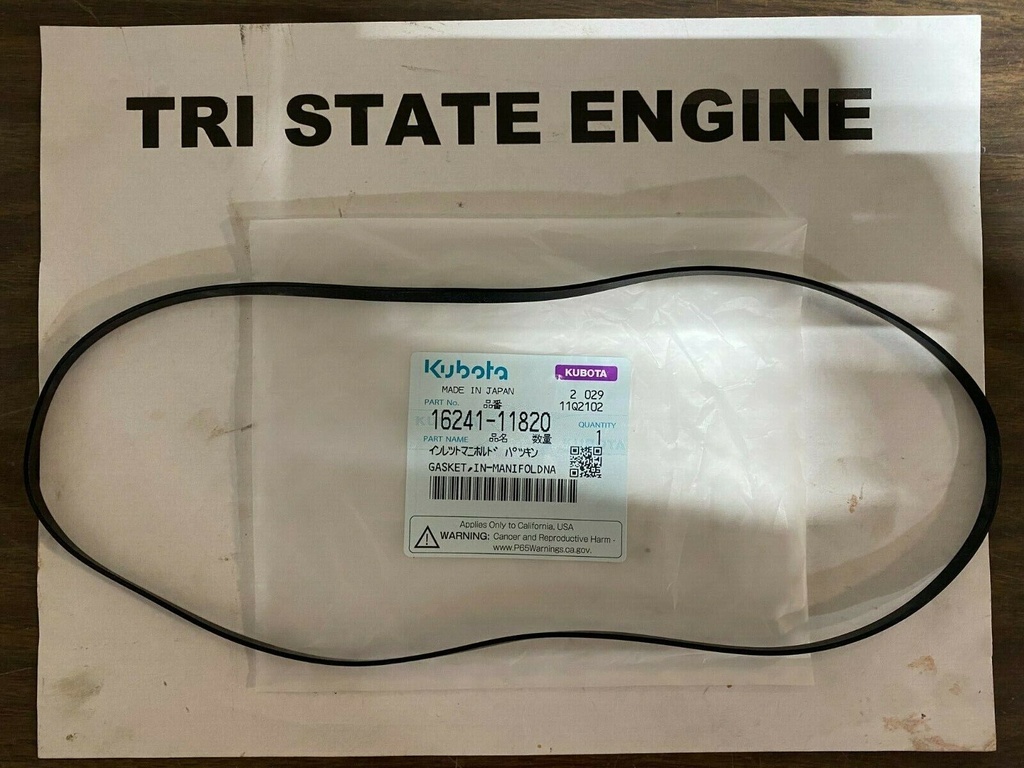 TRI STATE ENGINE
Kubota KUBOTA
MADE IN JAPAN 2 029
PART No. 品番 11Q2102
16241-11820 QUANTITY
PART NAME 品名 数量 1
インレットマニホルド パツキン
GASKET,IN-MANIFOLDNA
Applies Only to California, USA
WARNING: Cancer and Reproductive Harm -
www.P65Warnings.ca.gov.